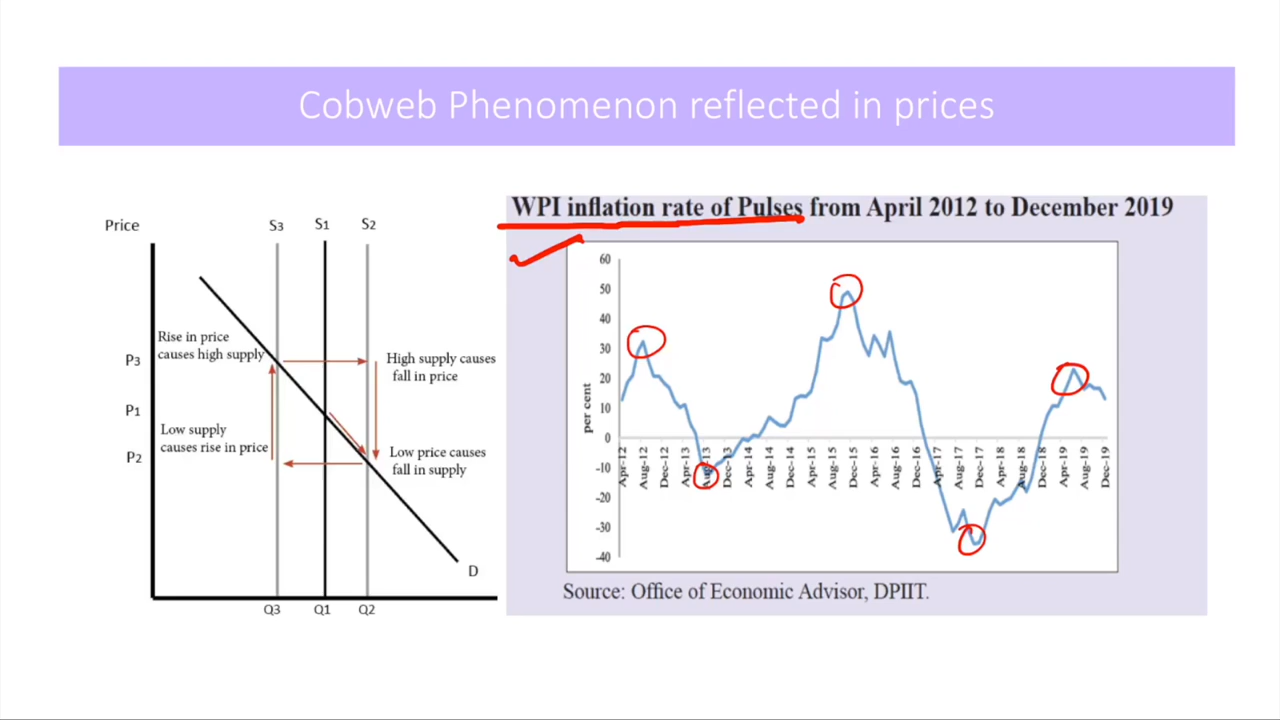 Cobweb Phenomenon reflected in prices
Price
S3
S1
S2
Rise in price
causes high supply
P3
High supply causes
fall in price
P1
Low supply
causes rise in price
P2
Low price causes
fall in supply
D
Q3
Q1
Q2
WPI inflation rate of Pulses from April 2012 to December 2019
60
50
40
30
20
10
0
-10
-20
-30
-40
per cent
Apr-12
Aug-12
Dec-12
Apr-13
Aug-13
Dec-13
Apr-14
Aug-14
Dec-14
Apr-15
Aug-15
Dec-15
Apr-16
Aug-16
Dec-16
Apr-17
Aug-17
Dec-17
Apr-18
Aug-18
Dec-18
Apr-19
Aug-19
Dec-19
Source: Office of Economic Advisor, DPIIT.